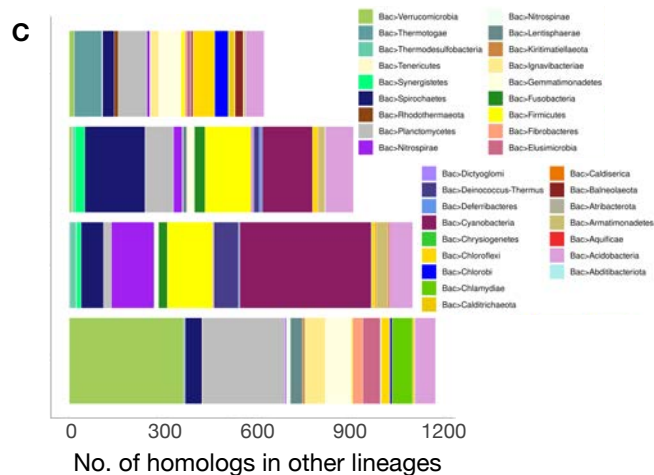 C
Bac>Verrucomicrobia
Bac>Thermotogae
Bac>Thermodesulfobacteria
Bac>Tenericutes
Bac>Synergistetes
Bac>Spirochaetes
Bac>Rhodothermaeota
Bac>Planctomycetes
Bac>Nitrospirae
Bac>Nitrospinae
Bac>Lentisphaerae
Bac>Kiritimatiellaeota
Bac>Ignavibacteriae
Bac>Gemmatimonadetes
Bac>Fusobacteria
Bac>Firmicutes
Bac>Fibrobacteres
Bac>Elusimicrobia
Bac>Dictyoglomi
Bac>Deinococcus-Thermus
Bac>Deferribacteres
Bac>Cyanobacteria
Bac>Chrysiogenetes
Bac>Chloroflexi
Bac>Chlorobi
Bac>Chlamydiae
Bac>Calditrichaeota
Bac>Caldiserica
Bac>Balneolaeota
Bac>Atribacterota
Bac>Armatimonadetes
Bac>Aquificae
Bac>Acidobacteria
Bac>Abditibacteriota
0 300 600 900 1200
No. of homologs in other lineages